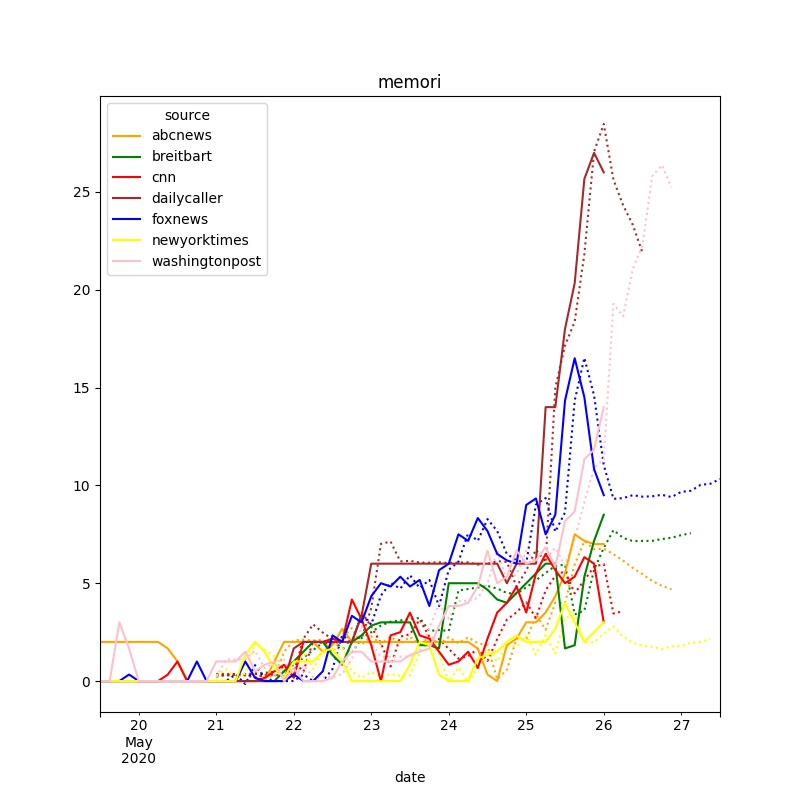 memori
source
abcnews
breitbart
cnn
dailycaller
foxnews
newyorktimes
washingtonpost
25
20
15
10
5
0
20 21 22 23 24 25 26 27
May
2020
date